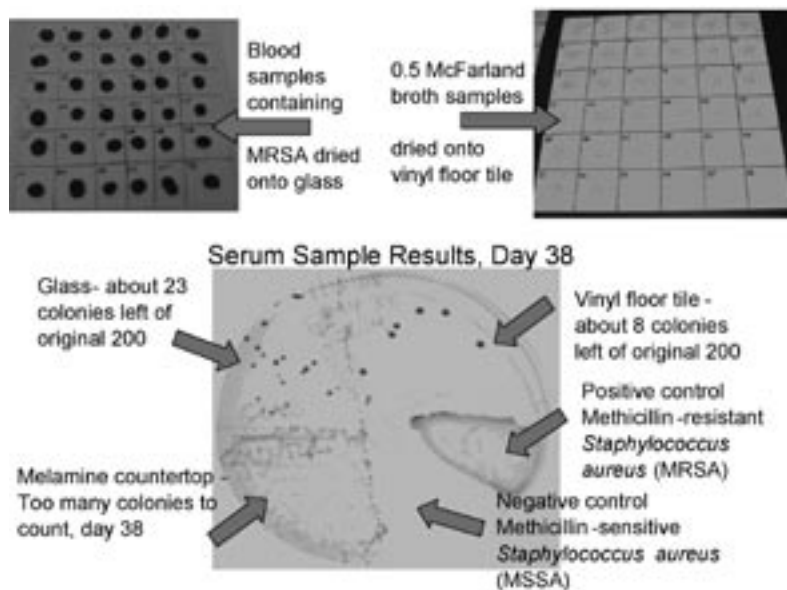 Blood
samples
containing
MRSA dried
onto glass
0.5 McFarland
broth samples
dried onto
vinyl floor tile
Serum Sample Results, Day 38
Glass- about 23
colonies left of
original 200
Vinyl floor tile -
about 8 colonies
left of original 200
Positive control
Methicillin -resistant
Staphylococcus
aureus (MRSA)
Melamine countertop -
Too many colonies to
count, day 38
Negative control
Methicillin -sensitive
Staphylococcus aureus
(MSSA)